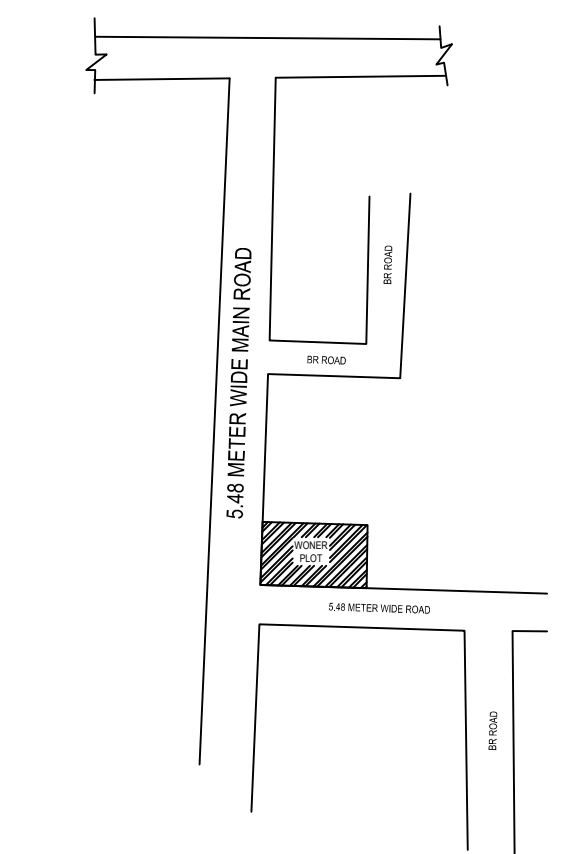 BR ROAD
5.48 METER WIDE MAIN ROAD
BR ROAD
WONER
PLOT
5.48 METER WIDE ROAD
BR ROAD